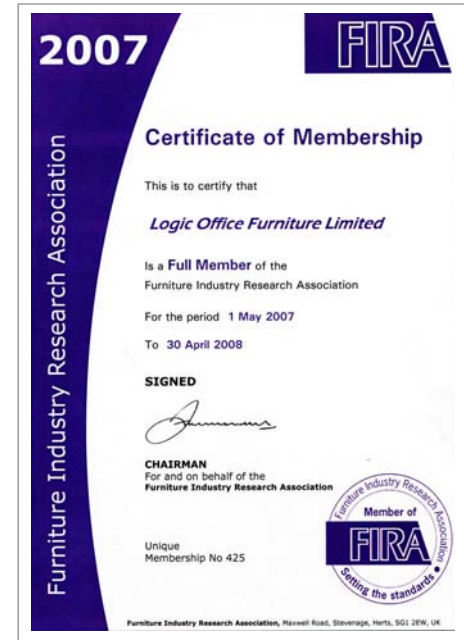 2007
FIRA
Furniture Industry Research Association
Certificate of Membership
This is to certify that
Logic Office Furniture Limited
Is a Full Member of the
Furniture Industry Research Association
For the period 1 May 2007
To 30 April 2008
SIGNED
CHAIRMAN
For and on behalf of the
Furniture Industry Research Association
Unique
Membership No 425
Furniture Industry Research Association
Member of
FIRA
Setting the standards
Furniture Industry Research Association, Maxwell Road, Stevenage, Herts, SG1 2EW, UK